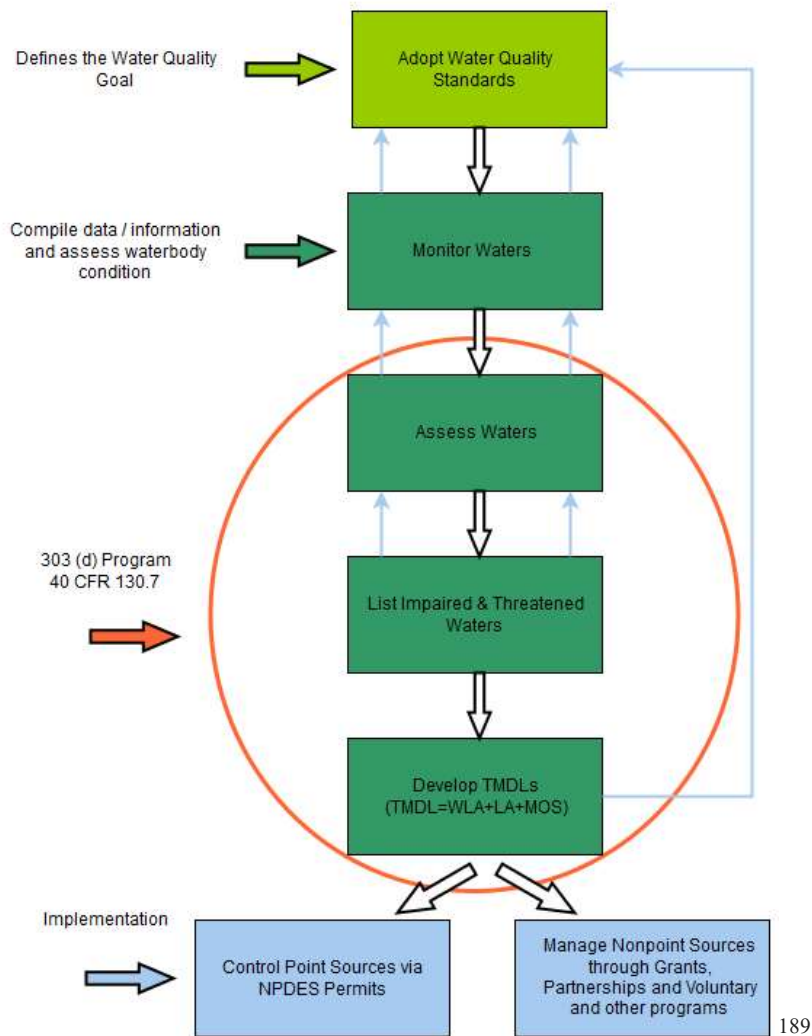 Defines the Water Quality
Goal
Adopt Water Quality
Standards
Compile data / information
and assess waterbody
condition
Monitor Waters
Assess Waters
303 (d) Program
40 CFR 130.7
List Impaired & Threatened
Waters
Develop TMDLs
(TMDL=WLA+LA+MOS)
Implementation
Control Point Sources via
NPDES Permits
Manage Nonpoint Sources
through Grants,
Partnerships and Voluntary
and other programs
189